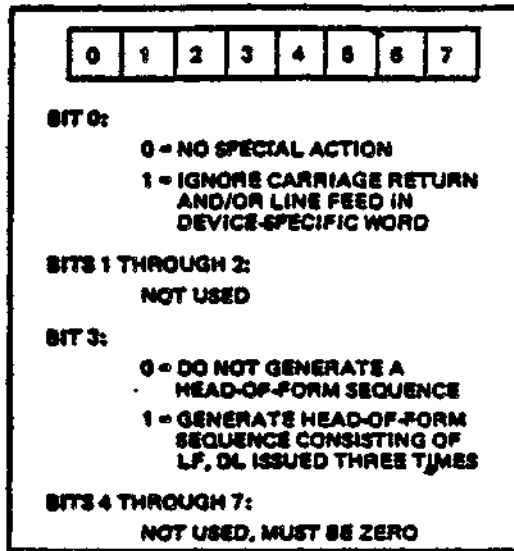 0 1 2 3 4 5 6 7
BIT 0:
0 = NO SPECIAL ACTION
1 = IGNORE CARRIAGE RETURN
AND/OR LINE FEED IN
DEVICE-SPECIFIC WORD
BITS 1 THROUGH 2:
NOT USED
BIT 3:
0 = DO NOT GENERATE A
HEAD-OF-FORM SEQUENCE
1 = GENERATE HEAD-OF-FORM
SEQUENCE CONSISTING OF
LF, DL ISSUED THREE TIMES
BITS 4 THROUGH 7:
NOT USED, MUST BE ZERO